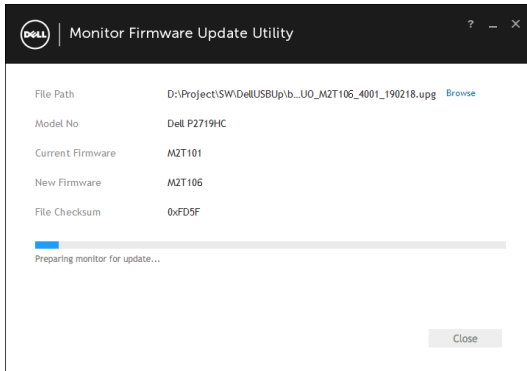 DELL Monitor Firmware Update Utility ? _ ×
File Path D:\Project\SW\DellUSBUp\b...UO_M2T106_4001_190218.upg Browse
Model No Dell P2719HC
Current Firmware M2T101
New Firmware M2T106
File Checksum 0xFD5F
Preparing monitor for update...
Close